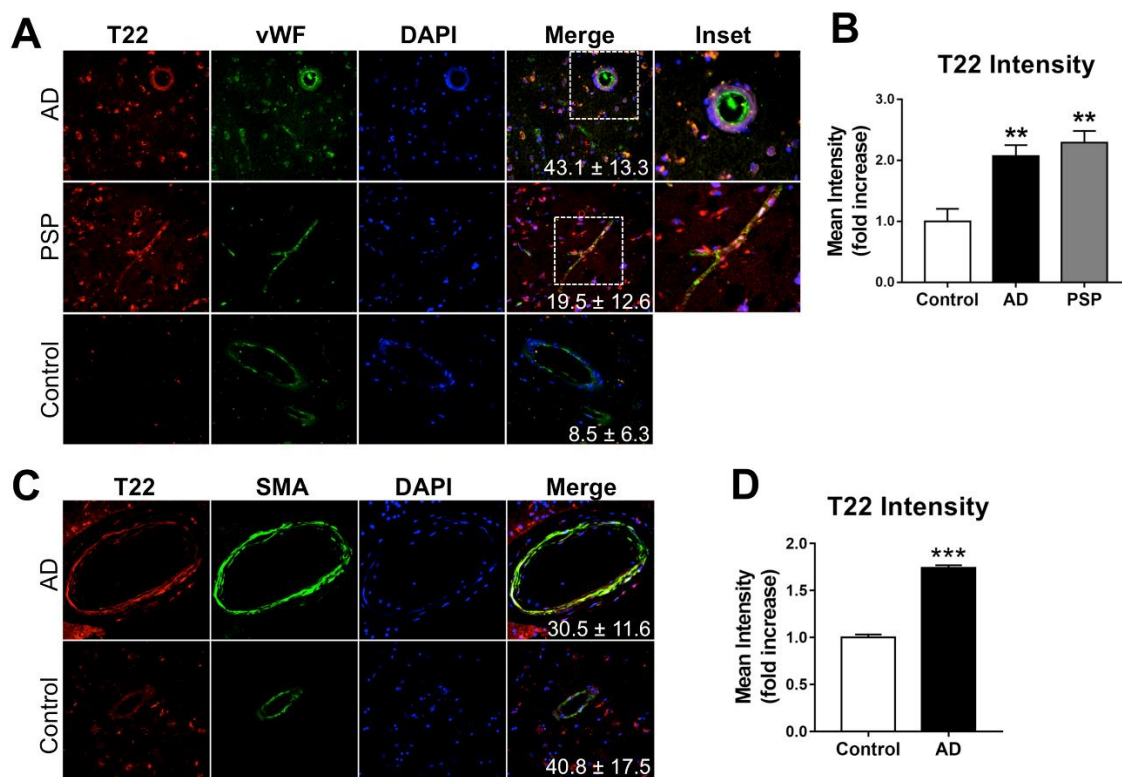 A
T22 vWF DAPI Merge Inset
AD
43.1 ± 13.3
PSP
19.5 ± 12.6
Control
8.5 ± 6.3
B
T22 Intensity
Mean Intensity
(fold increase)
3.0
2.0
1.0
0.0
**
**
Control AD PSP
C
T22 SMA DAPI Merge
AD
30.5 ± 11.6
Control
40.8 ± 17.5
D
T22 Intensity
Mean Intensity
(fold increase)
2.0
1.5
1.0
0.5
0.0
***
Control AD